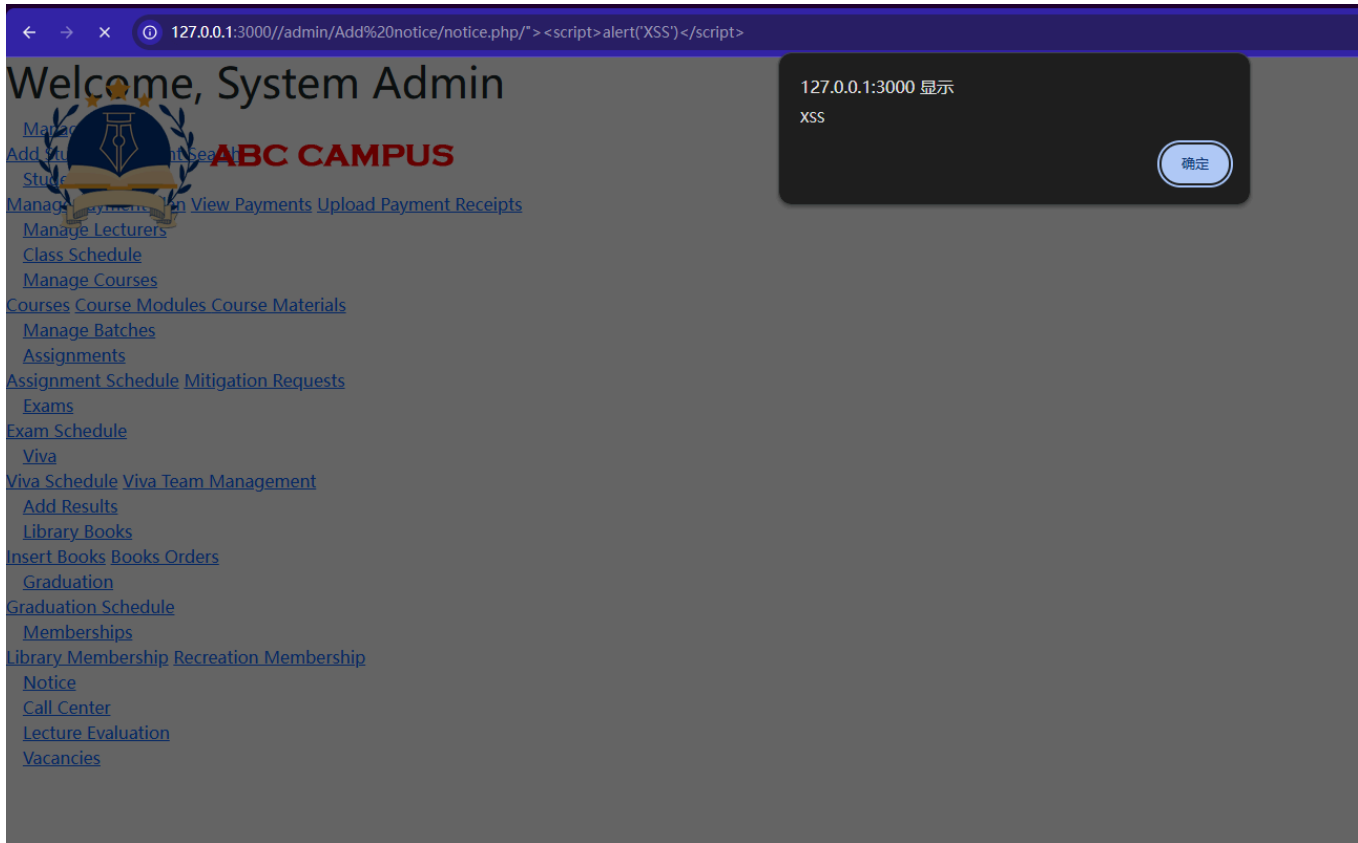 127.0.0.1:3000//admin/Add%20notice/notice.php/"><script>alert('XSS')</script>
127.0.0.1:3000 显示
XSS
确定
Welcome, System Admin
ABC CAMPUS
View Payments Upload Payment Receipts
Manage Lecturers
Class Schedule
Manage Courses
Courses Course Modules Course Materials
Manage Batches
Assignments
Assignment Schedule Mitigation Requests
Exams
Exam Schedule
Viva
Viva Schedule Viva Team Management
Add Results
Library Books
Insert Books Books Orders
Graduation
Graduation Schedule
Memberships
Library Membership Recreation Membership
Notice
Call Center
Lecture Evaluation
Vacancies